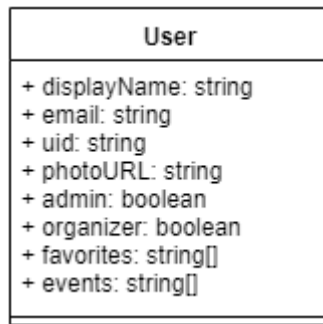 User
+ displayName: string
+ email: string
+ uid: string
+ photoURL: string
+ admin: boolean
+ organizer: boolean
+ favorites: string[]
+ events: string[]